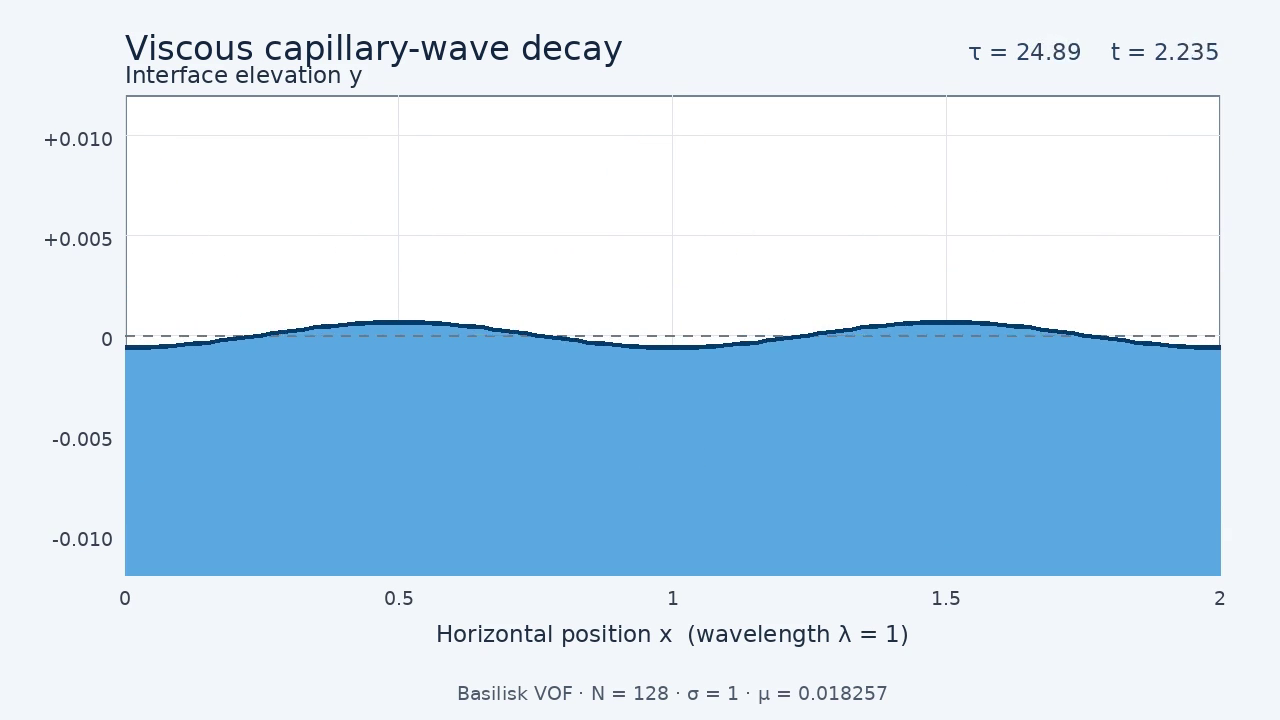 Viscous capillary-wave decay
τ = 24.89    t = 2.235
Interface elevation y
+0.010
+0.005
0
-0.005
-0.010
0 0.5 1 1.5 2
Horizontal position x  (wavelength λ = 1)
Basilisk VOF · N = 128 · σ = 1 · μ = 0.018257